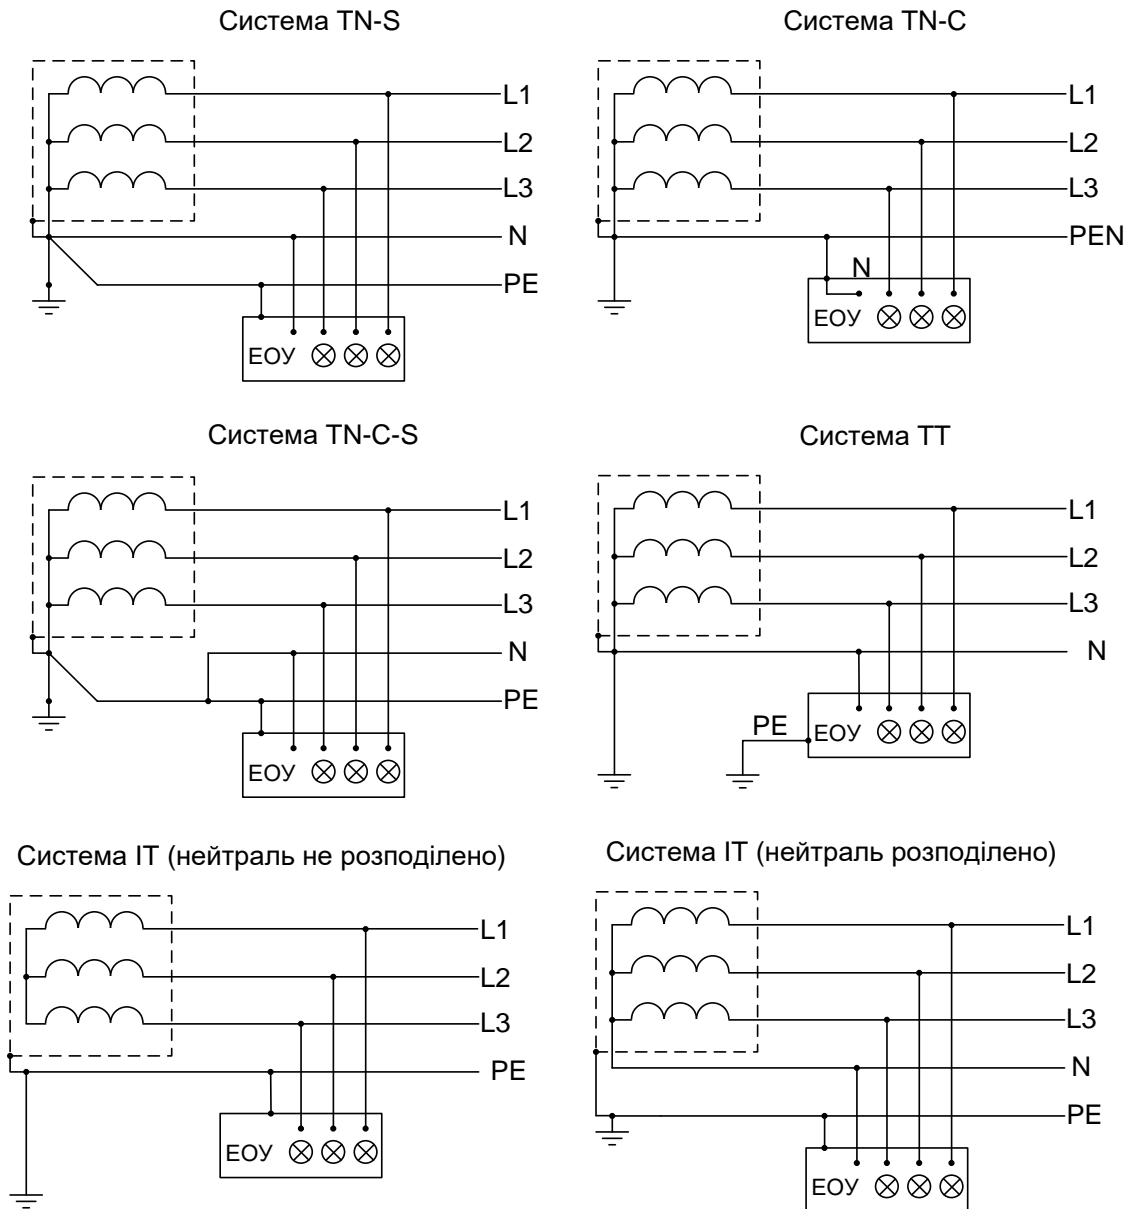 Система TN-S
L1
L2
L3
N
PE
ЕОУ
Система TN-C
L1
L2
L3
PEN
N
ЕОУ
Система TN-C-S
L1
L2
L3
N
PE
ЕОУ
Система TT
L1
L2
L3
N
PE
ЕОУ
Система IT (нейтраль не розподілено)
L1
L2
L3
PE
ЕОУ
Система IT (нейтраль розподілено)
L1
L2
L3
N
PE
ЕОУ